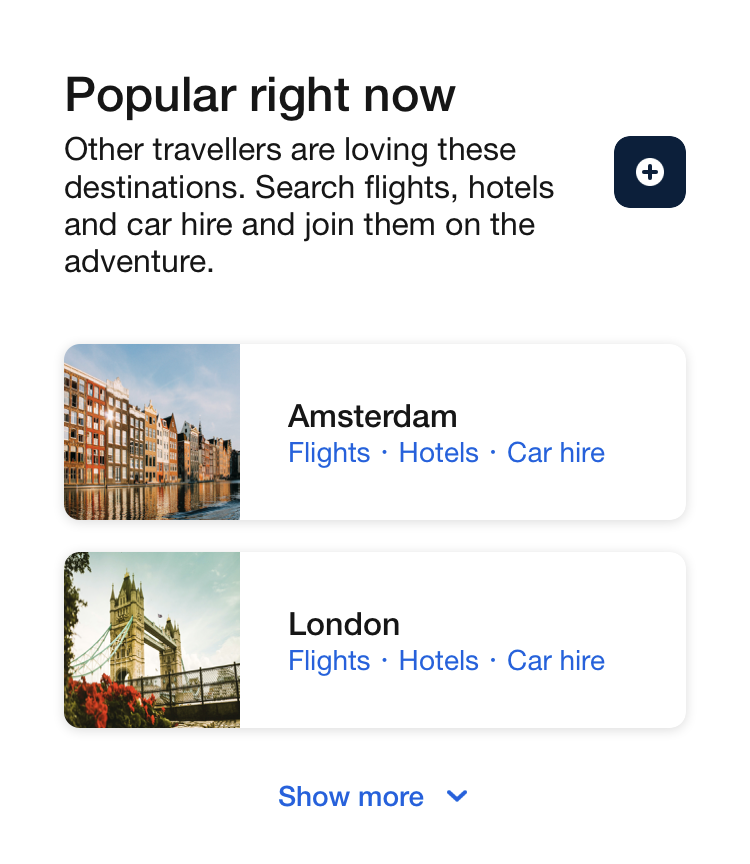 Popular right now
Other travellers are loving these
destinations. Search flights, hotels
and car hire and join them on the
adventure.
Amsterdam
Flights · Hotels · Car hire
London
Flights · Hotels · Car hire
Show more